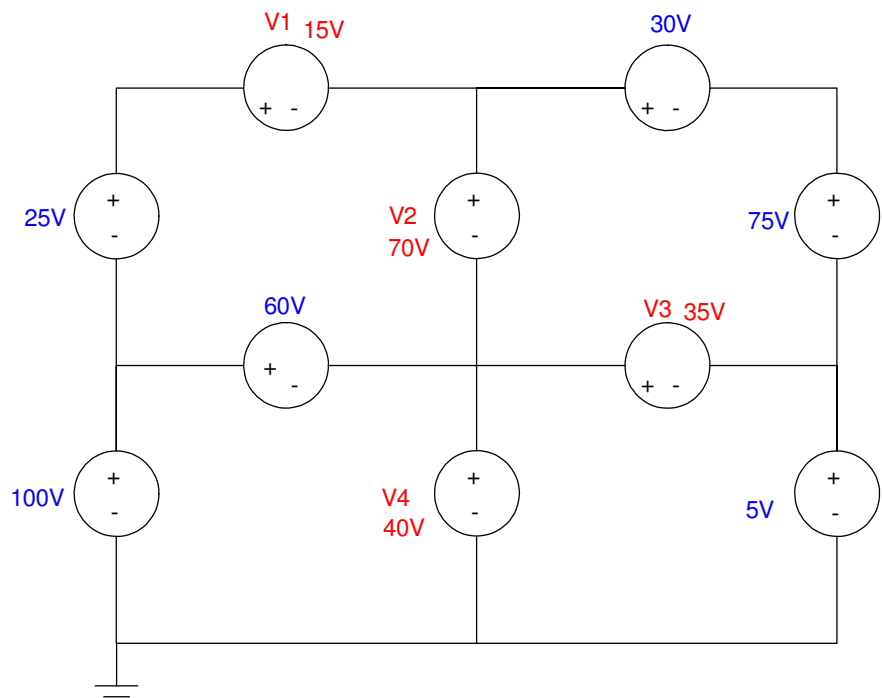 V1 15V
30V
+ -
+ -
25V
+
-
V2
70V
+
-
75V
+
-
60V
V3 35V
+ -
+ -
100V
+
-
V4
40V
+
-
5V
+
-